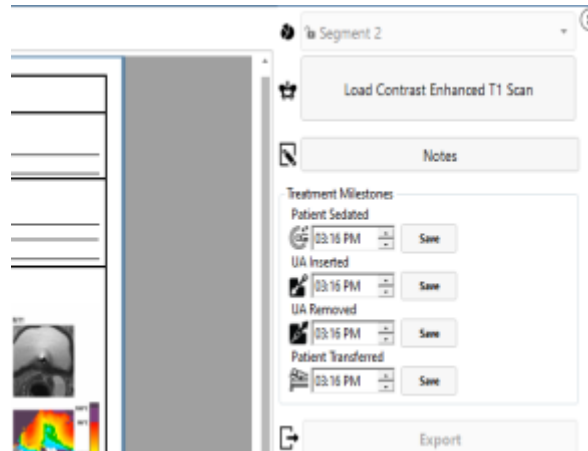 Segment 2
Load Contrast Enhanced T1 Scan
Notes
Treatment Milestones
Patient Sedated
03:16 PM Save
UA Inserted
03:16 PM Save
UA Removed
03:16 PM Save
Patient Transferred
03:16 PM Save
Export